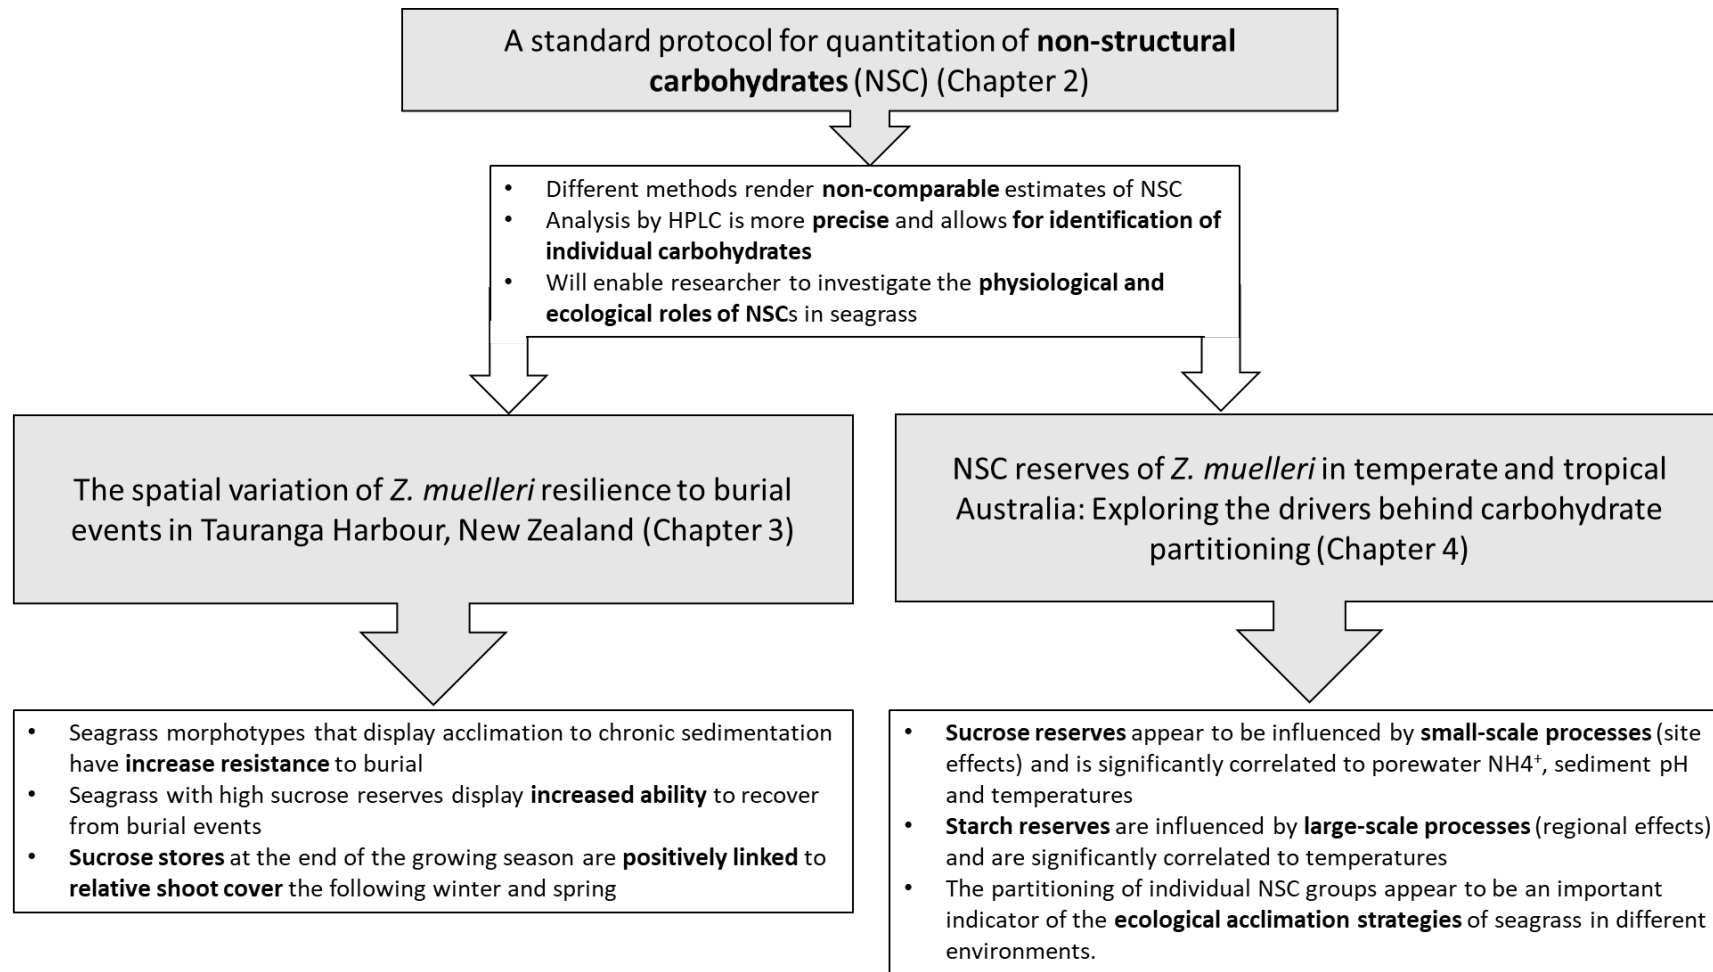 A standard protocol for quantitation of non-structural
carbohydrates (NSC) (Chapter 2)
• Different methods render non-comparable estimates of NSC
• Analysis by HPLC is more precise and allows for identification of
individual carbohydrates
• Will enable researcher to investigate the physiological and
ecological roles of NSCs in seagrass
The spatial variation of Z. muelleri resilience to burial
events in Tauranga Harbour, New Zealand (Chapter 3)
NSC reserves of Z. muelleri in temperate and tropical
Australia: Exploring the drivers behind carbohydrate
partitioning (Chapter 4)
• Seagrass morphotypes that display acclimation to chronic sedimentation
have increase resistance to burial
• Seagrass with high sucrose reserves display increased ability to recover
from burial events
• Sucrose stores at the end of the growing season are positively linked to
relative shoot cover the following winter and spring
• Sucrose reserves appear to be influenced by small-scale processes (site
effects) and is significantly correlated to porewater NH4⁺, sediment pH
and temperatures
• Starch reserves are influenced by large-scale processes (regional effects)
and are significantly correlated to temperatures
• The partitioning of individual NSC groups appear to be an important
indicator of the ecological acclimation strategies of seagrass in different
environments.